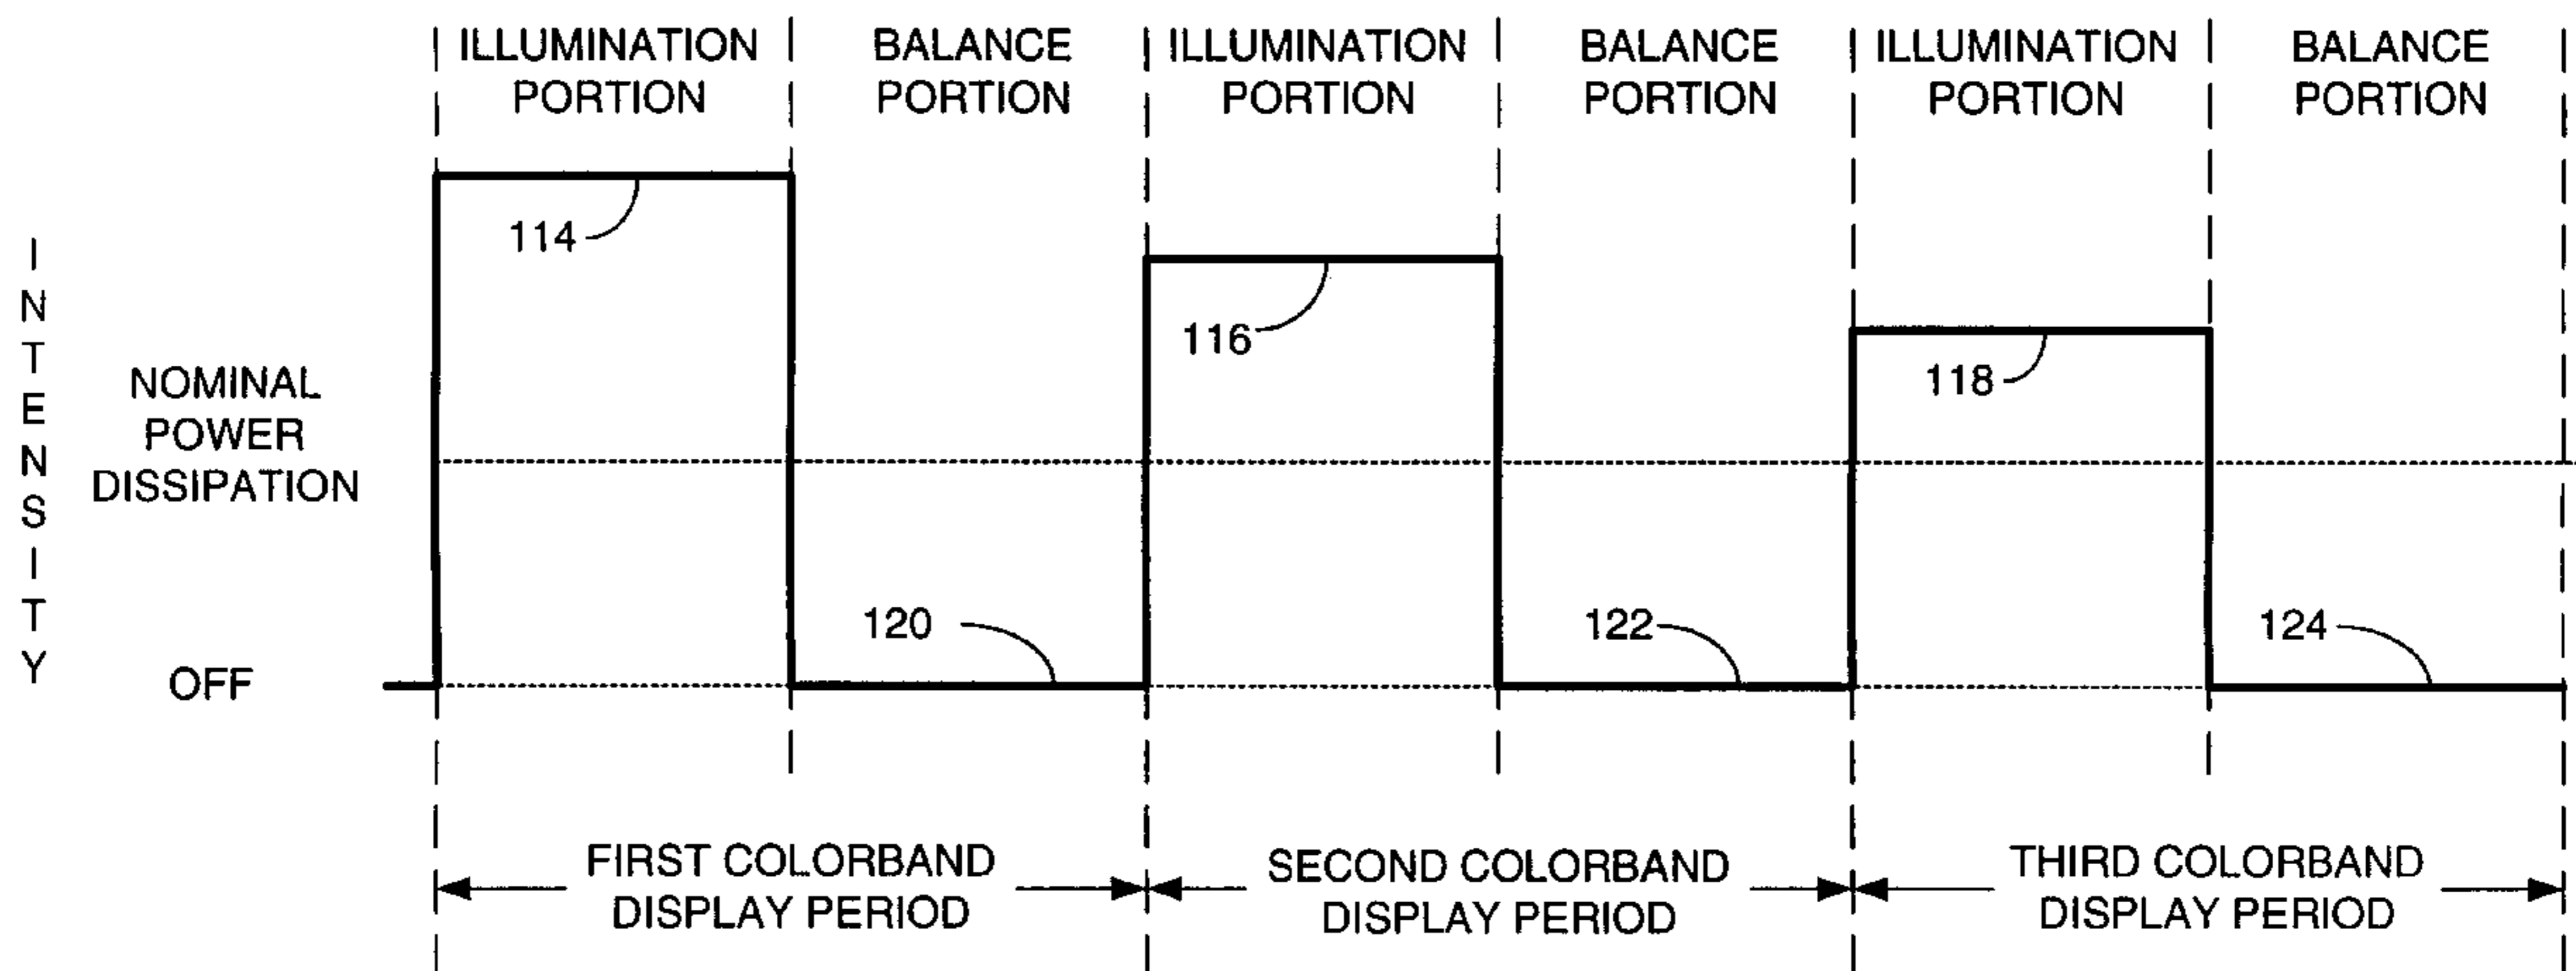 ILLUMINATION
PORTION
BALANCE
PORTION
ILLUMINATION
PORTION
BALANCE
PORTION
ILLUMINATION
PORTION
BALANCE
PORTION
INTENSITY
NOMINAL
POWER
DISSIPATION
OFF
114
116
118
120
122
124
FIRST COLORBAND
DISPLAY PERIOD
SECOND COLORBAND
DISPLAY PERIOD
THIRD COLORBAND
DISPLAY PERIOD